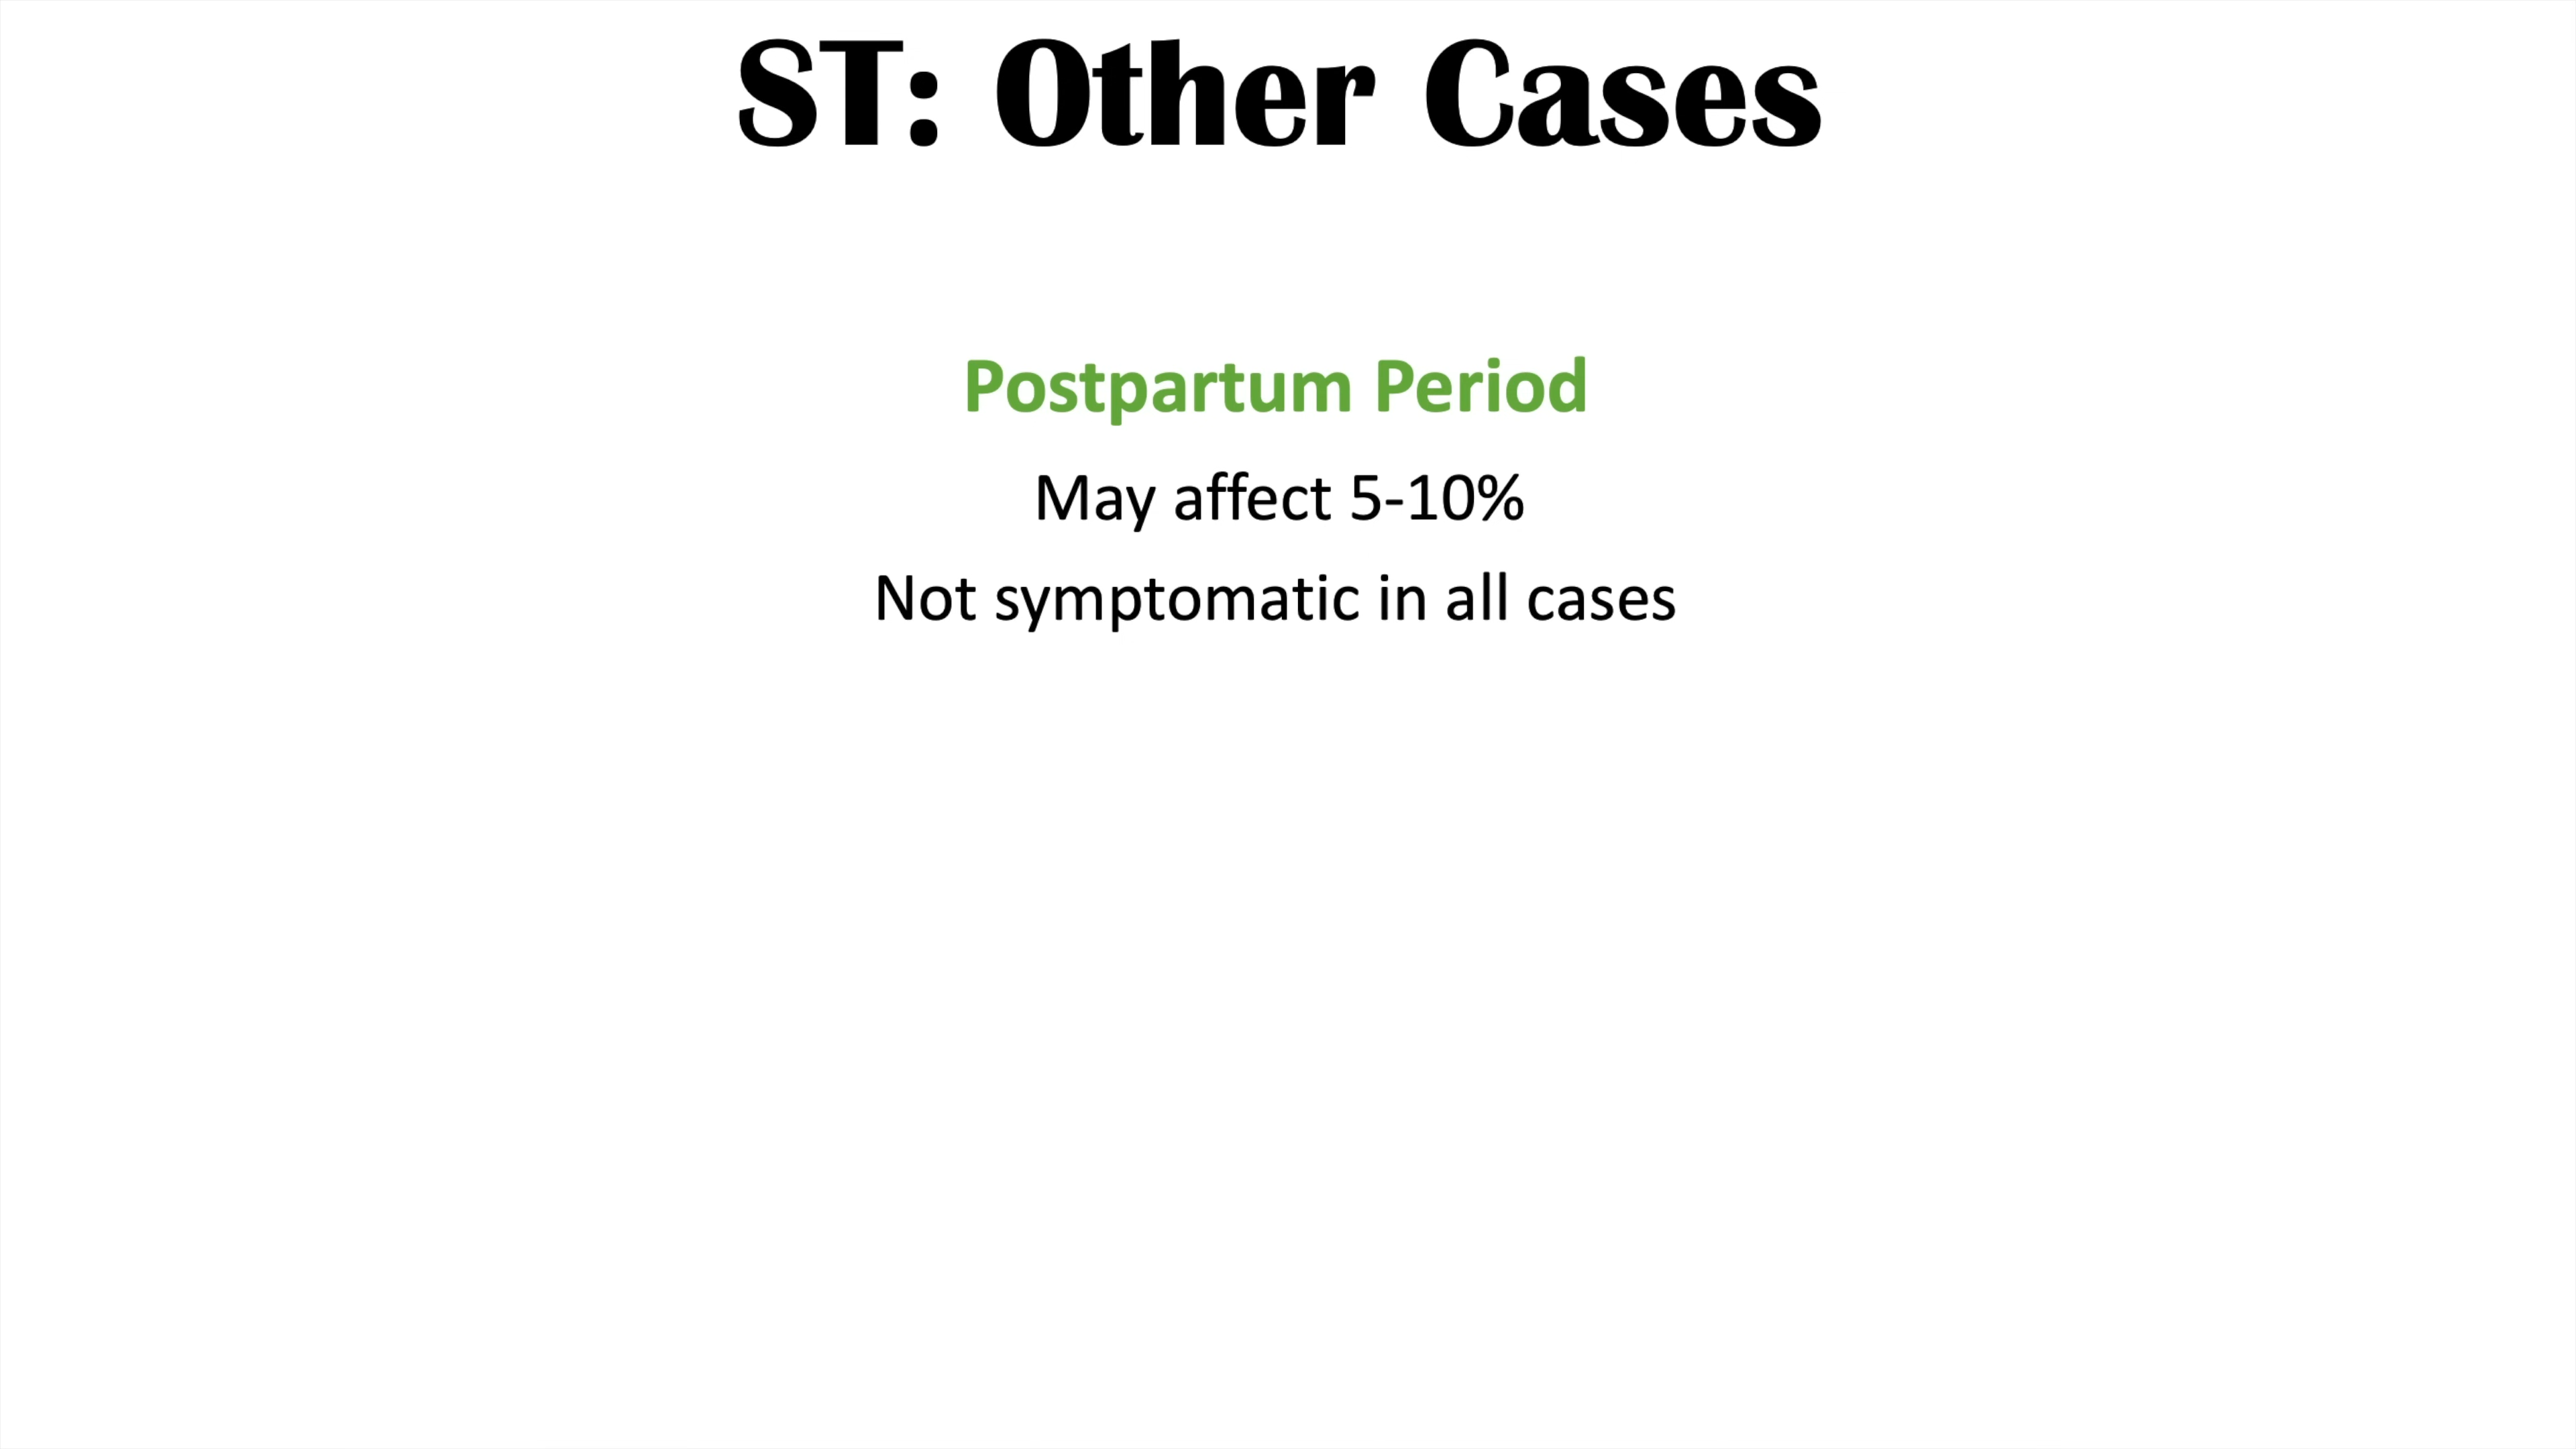 ST: Other Cases
Postpartum Period
May affect 5-10%
Not symptomatic in all cases